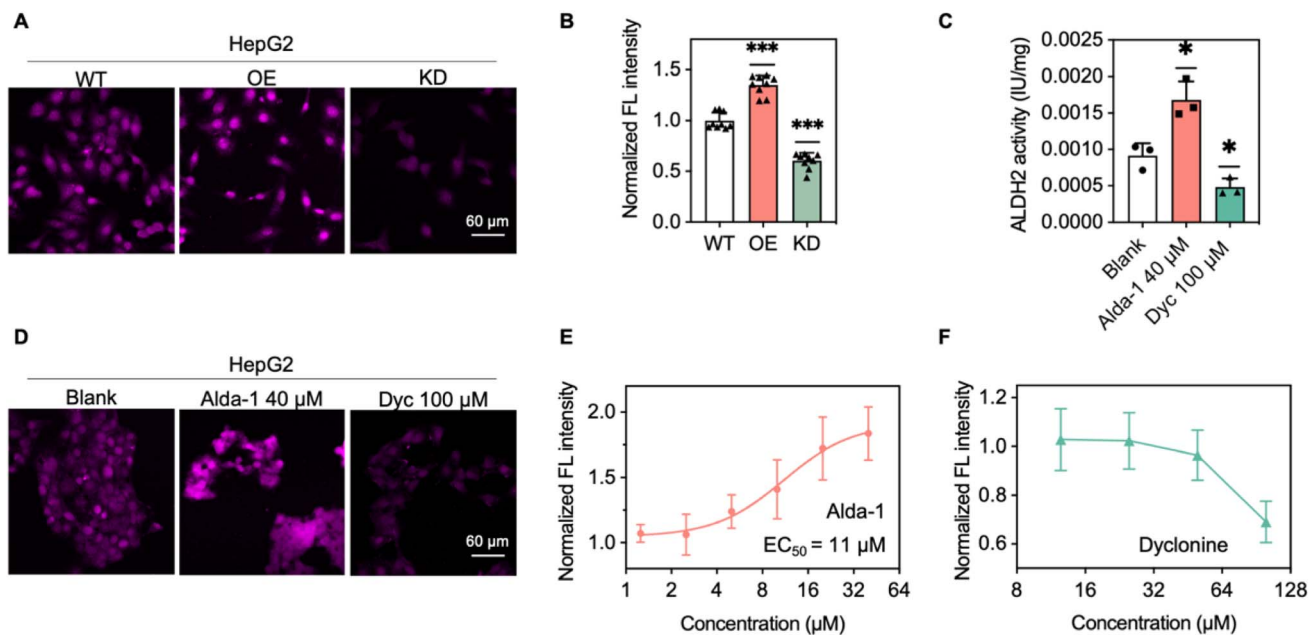 A
HepG2
WT OE KD
60 µm
B
Normalized FL intensity
1.5
1.0
0.5
0.0
***
***
WT OE KD
C
ALDH2 activity (IU/mg)
0.0025
0.0020
0.0015
0.0010
0.0005
0.0000
*
*
Blank
Alda-1 40 µM
Dyc 100 µM
D
HepG2
Blank Alda-1 40 µM Dyc 100 µM
60 µm
E
Normalized FL intensity
2.0
1.5
1.0
Alda-1
EC50 = 11 µM
1 2 4 8 16 32 64
Concentration (µM)
F
Normalized FL intensity
1.2
1.0
0.8
0.6
Dyclonine
8 16 32 64 128
Concentration (µM)